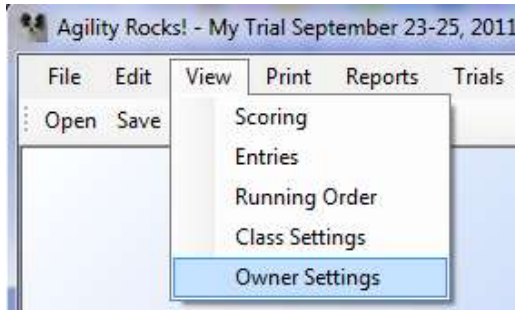 Agility Rocks! - My Trial September 23-25, 2011
File Edit View Print Reports Trials
Open Save
Scoring
Entries
Running Order
Class Settings
Owner Settings